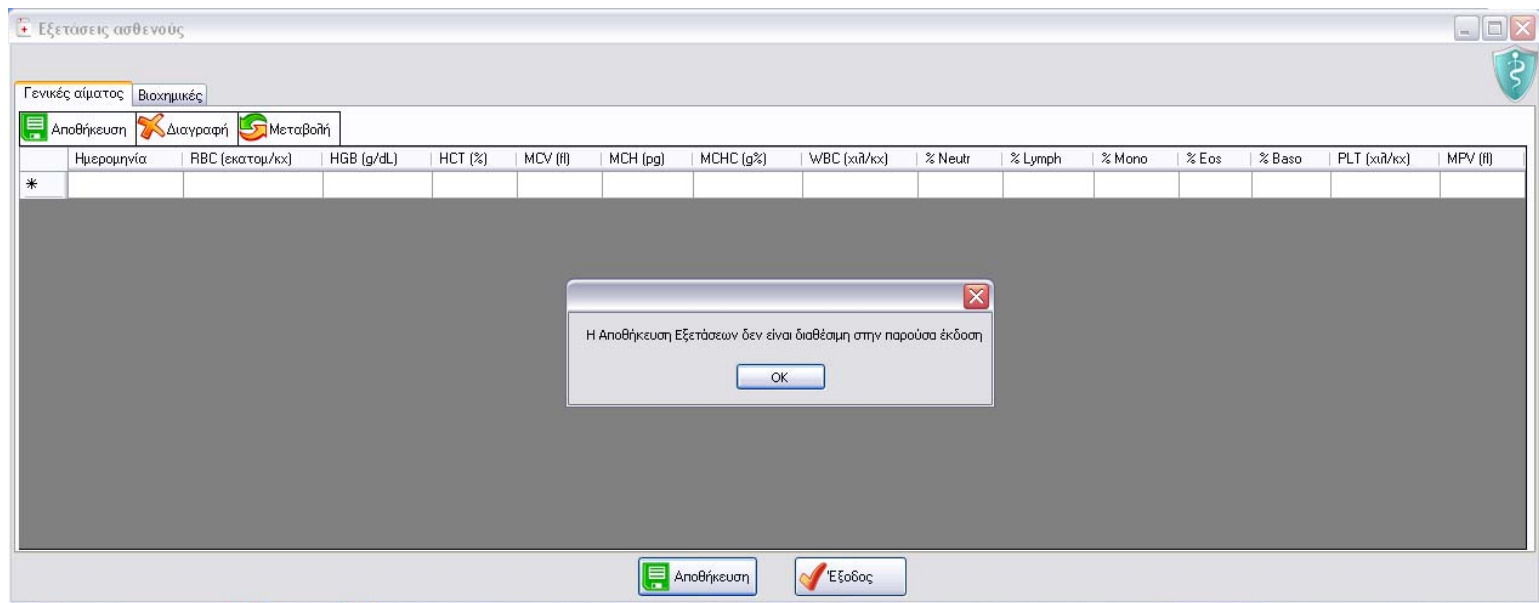 Εξετάσεις ασθενούς
Γενικές αίματος Βιοχημικές
Αποθήκευση Διαγραφή Μεταβολή
Ημερομηνία RBC (εκατομ/κχ) HGB (g/dL) HCT (%) MCV (fl) MCH (pg) MCHC (g%) WBC (χιλ/κχ) % Neutr % Lymph % Mono % Eos % Baso PLT (χιλ/κχ) MPV (fl)
Η Αποθήκευση Εξετάσεων δεν είναι διαθέσιμη στην παρούσα έκδοση
OK
Αποθήκευση Έξοδος